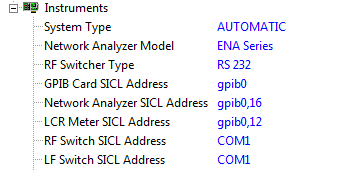 Instruments
System Type AUTOMATIC
Network Analyzer Model ENA Series
RF Switcher Type RS 232
GPIB Card SICL Address gpib0
Network Analyzer SICL Address gpib0,16
LCR Meter SICL Address gpib0,12
RF Switch SICL Address COM1
LF Switch SICL Address COM1